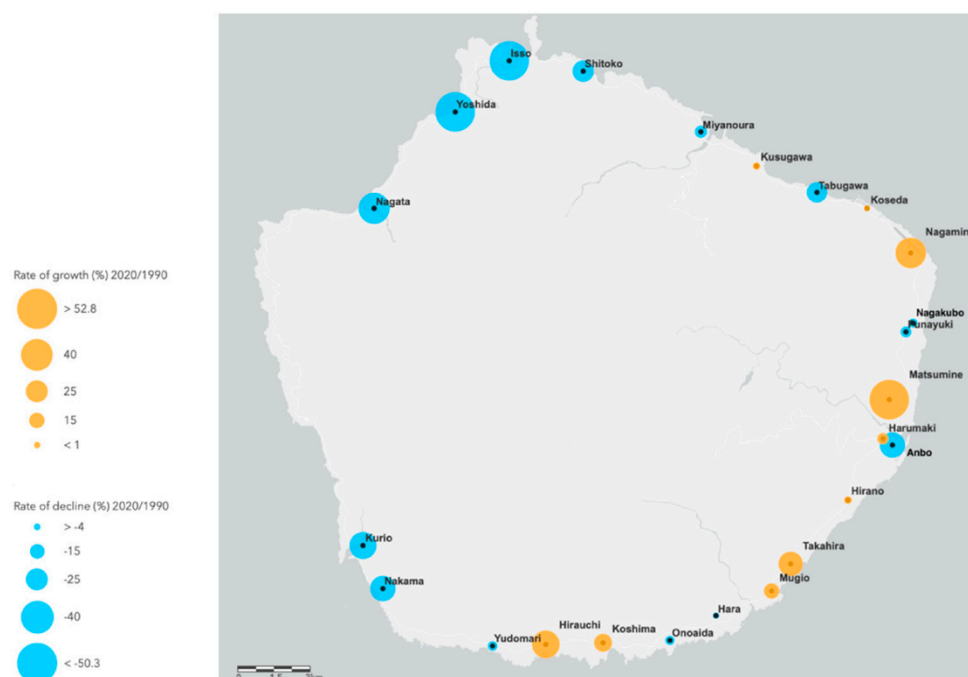 Isso
Shitoko
Yoshida
Miyanoura
Kusugawa
Tabugawa
Koseda
Nagata
Nagamin
Rate of growth (%) 2020/1990
> 52.8
40
25
15
< 1
Nagakubo
Funayuki
Matsumine
Harumaki
Anbo
Rate of decline (%) 2020/1990
> -4
-15
-25
-40
< -50.3
Hirano
Kurio
Takahira
Nakama
Mugio
Hara
Hirauchi
Koshima
Onoaida
Yudomari